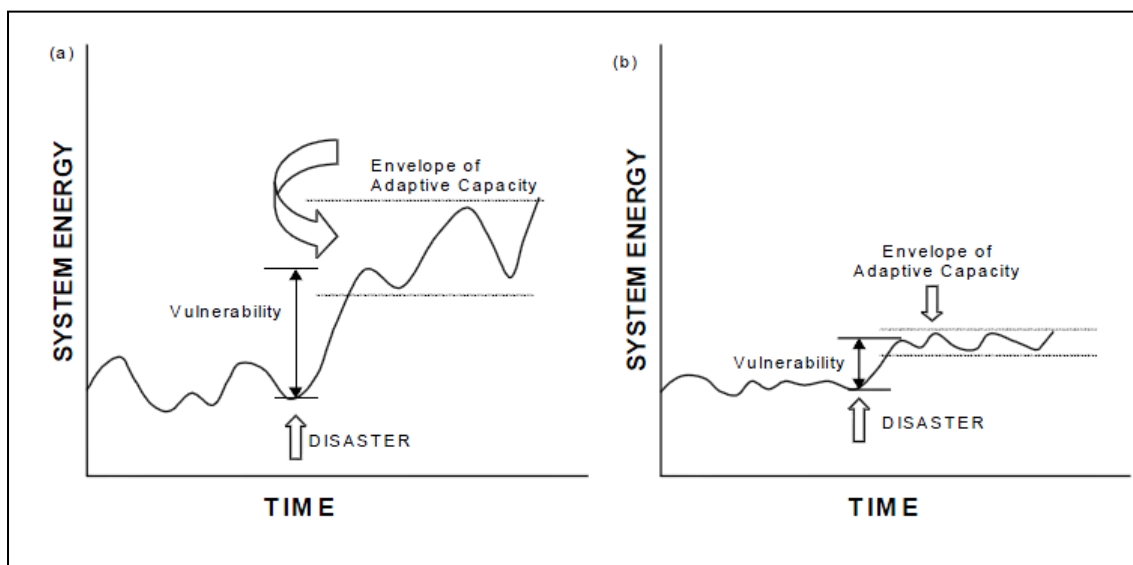 (a)
SYSTEM ENERGY
Envelope of
Adaptive Capacity
Vulnerability
DISASTER
TIME
(b)
SYSTEM ENERGY
Envelope of
Adaptive Capacity
Vulnerability
DISASTER
TIME